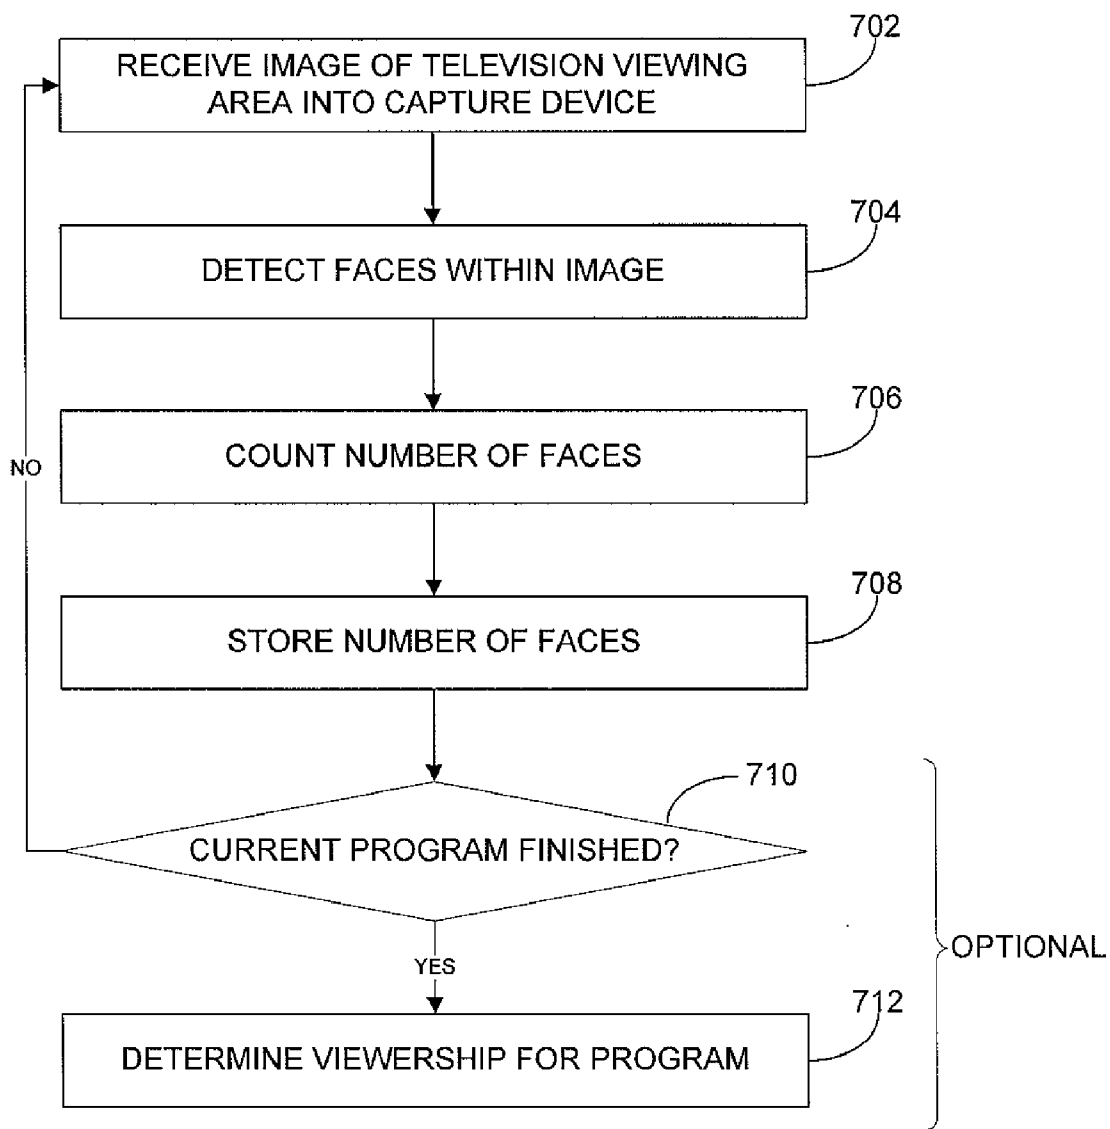 702
RECEIVE IMAGE OF TELEVISION VIEWING
AREA INTO CAPTURE DEVICE
704
DETECT FACES WITHIN IMAGE
706
COUNT NUMBER OF FACES
NO
708
STORE NUMBER OF FACES
710
CURRENT PROGRAM FINISHED?
OPTIONAL
YES
712
DETERMINE VIEWERSHIP FOR PROGRAM